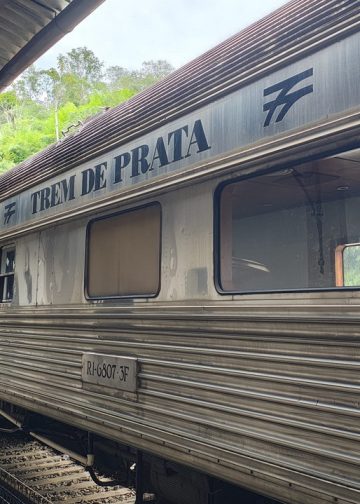 TREM DE PRATA
RI-6807-3F